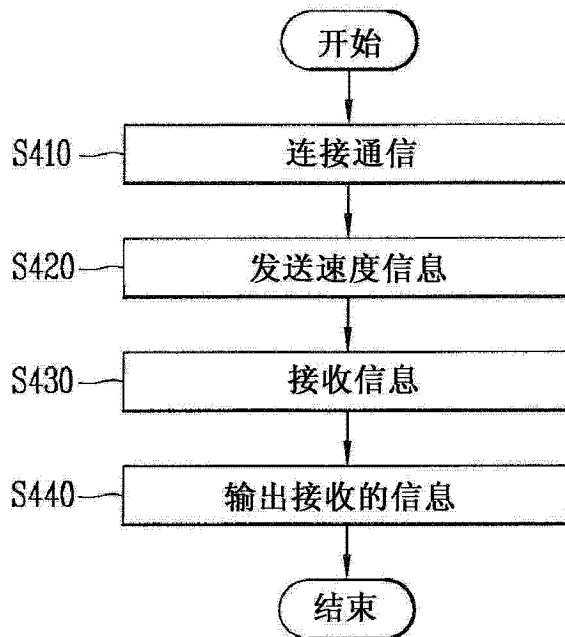 开始
S410
连接通信
S420
发送速度信息
S430
接收信息
S440
输出接收的信息
结束